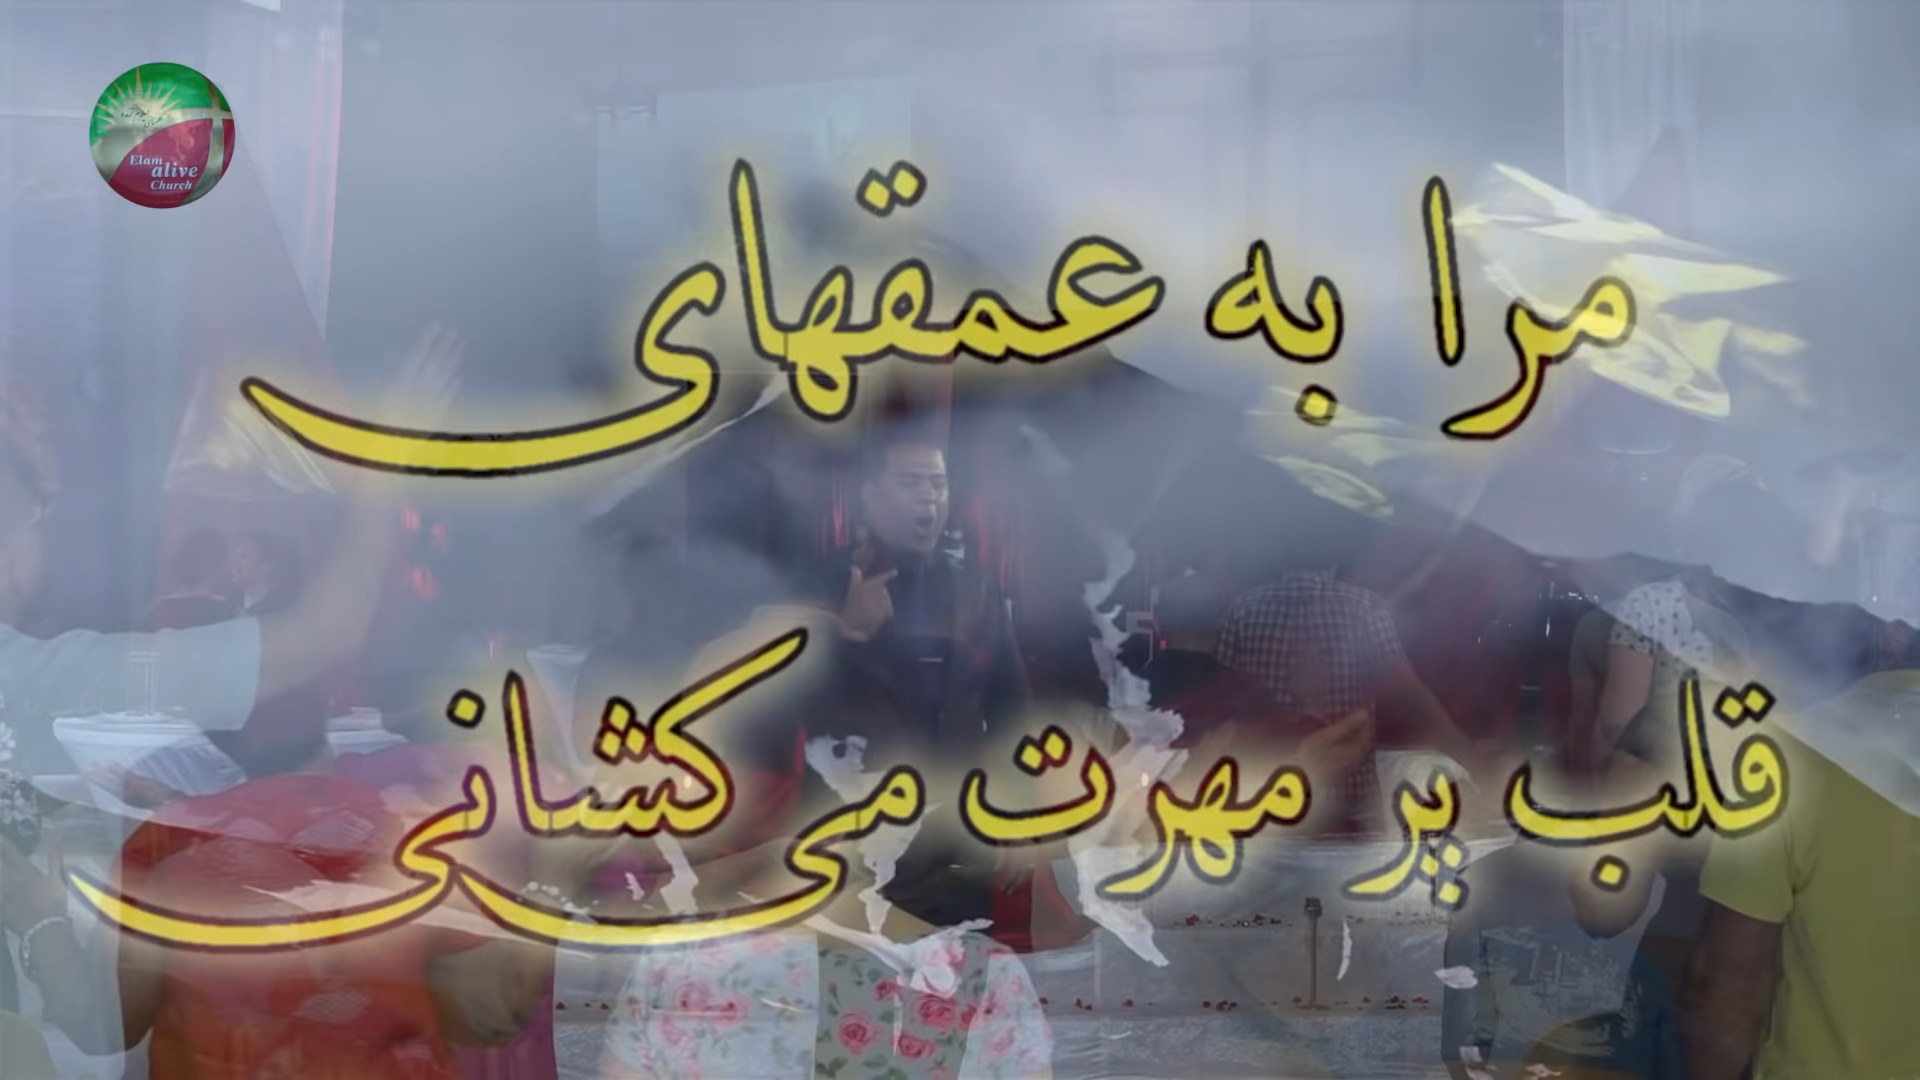 مرا به عمقهای
قلب پر مهرت می‌کشانی
Elam
alive
Church